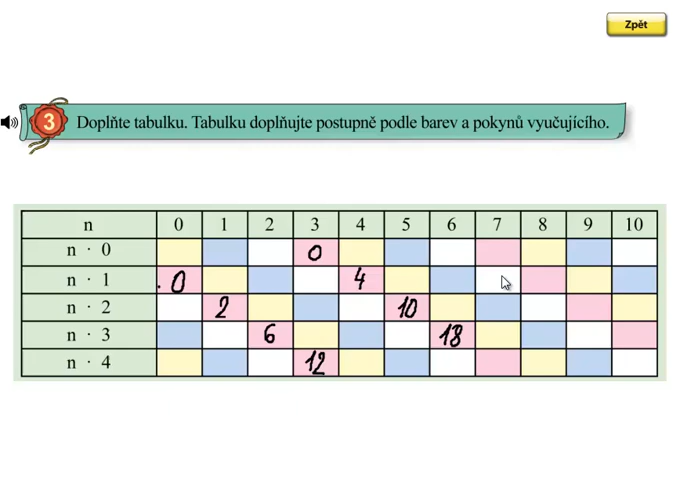 Zpět
3 Doplňte tabulku. Tabulku doplňujte postupně podle barev a pokynů vyučujícího.
n 0 1 2 3 4 5 6 7 8 9 10
n · 0 0
n · 1 .0 4
n · 2 2 10
n · 3 6 18
n · 4 12